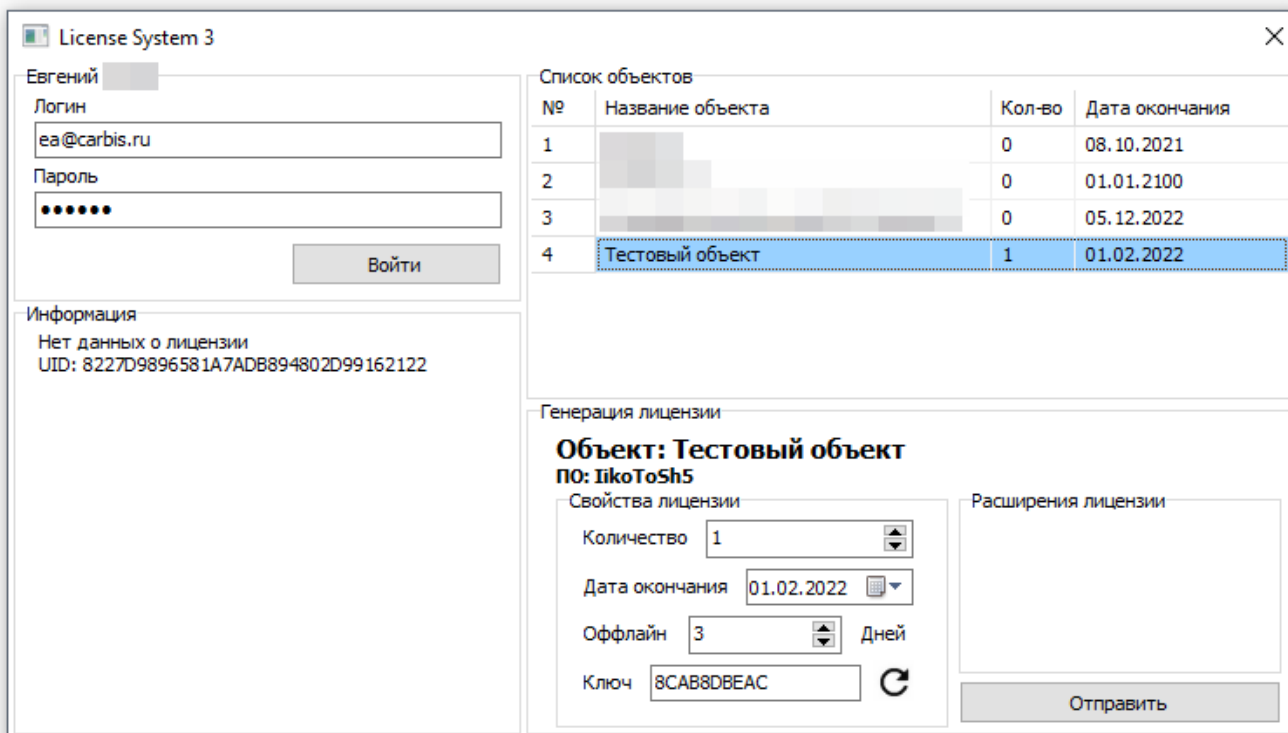 License System 3
Евгений
Логин
ea@carbis.ru
Пароль
••••••
Войти
Информация
Нет данных о лицензии
UID: 8227D9896581A7ADB894802D99162122
Список объектов
№ Название объекта Кол-во Дата окончания
1 0 08.10.2021
2 0 01.01.2100
3 0 05.12.2022
4 Тестовый объект 1 01.02.2022
Генерация лицензии
Объект: Тестовый объект
ПО: IikoToSh5
Свойства лицензии
Количество 1
Дата окончания 01.02.2022
Оффлайн 3 Дней
Ключ 8CAB8DBEAC
Расширения лицензии
Отправить